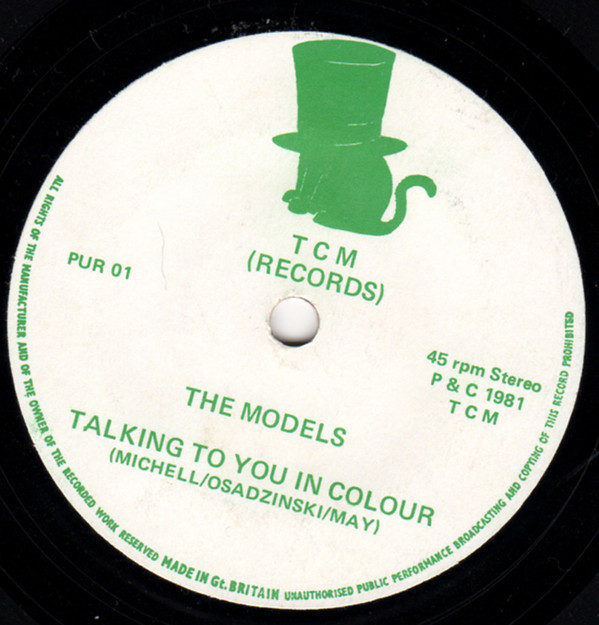 T C M
(RECORDS)
PUR 01
45 rpm Stereo
P & C 1981
T C M
THE MODELS
TALKING TO YOU IN COLOUR
(MICHELL/OSADZINSKI/MAY)
ALL RIGHTS OF THE MANUFACTURER AND OF THE OWNER OF THE RECORDED WORK RESERVED MADE IN Gt. BRITAIN UNAUTHORISED PUBLIC PERFORMANCE BROADCASTING AND COPYING OF THIS RECORD PROHIBITED